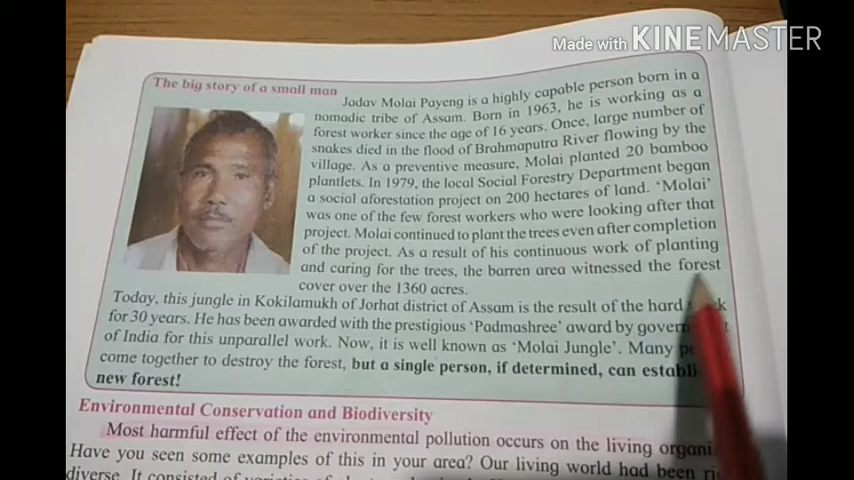 Made with KINEMASTER
The big story of a small man
Jadav Molai Payeng is a highly capable person born in a
nomadic tribe of Assam. Born in 1963, he is working as a
forest worker since the age of 16 years. Once, large number of
snakes died in the flood of Brahmaputra River flowing by the
village. As a preventive measure, Molai planted 20 bamboo
plantlets. In 1979, the local Social Forestry Department began
a social aforestation project on 200 hectares of land. ‘Molai’
was one of the few forest workers who were looking after that
project. Molai continued to plant the trees even after completion
of the project. As a result of his continuous work of planting
and caring for the trees, the barren area witnessed the forest
cover over the 1360 acres.
Today, this jungle in Kokilamukh of Jorhat district of Assam is the result of the hard
for 30 years. He has been awarded with the prestigious ‘Padmashree’ award by
of India for this unparallel work. Now, it is well known as ‘Molai Jungle’. Many
come together to destroy the forest, but a single person, if determined, can
new forest!
Environmental Conservation and Biodiversity
Most harmful effect of the environmental pollution occurs on the living
Have you seen some examples of this in your area? Our living world had been
diverse. It consisted of